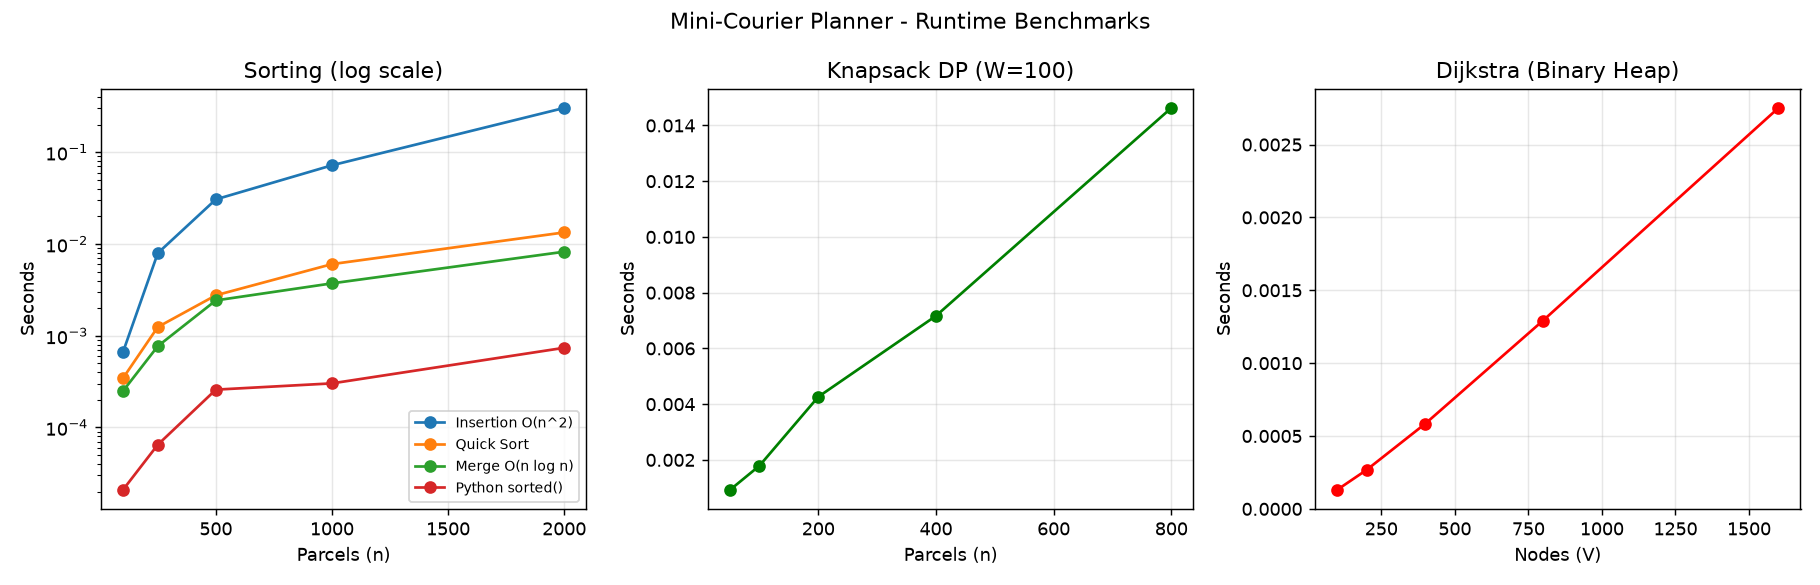 Mini-Courier Planner - Runtime Benchmarks
Sorting (log scale)
Seconds
10⁻¹
10⁻²
10⁻³
10⁻⁴
Insertion O(n^2)
Quick Sort
Merge O(n log n)
Python sorted()
500 1000 1500 2000
Parcels (n)
Knapsack DP (W=100)
Seconds
0.014
0.012
0.010
0.008
0.006
0.004
0.002
200 400 600 800
Parcels (n)
Dijkstra (Binary Heap)
Seconds
0.0025
0.0020
0.0015
0.0010
0.0005
0.0000
250 500 750 1000 1250 1500
Nodes (V)